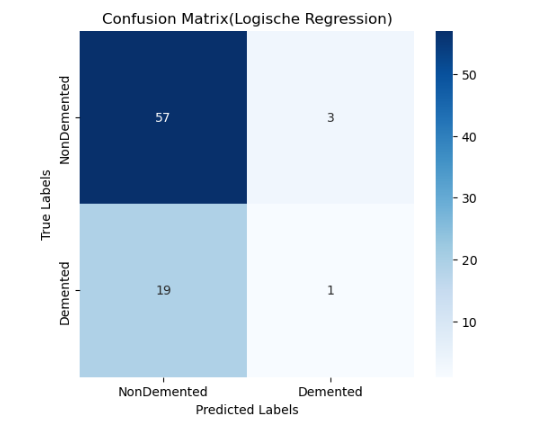 Confusion Matrix(Logische Regression)
True Labels
NonDemented
Demented
57
3
19
1
NonDemented
Demented
Predicted Labels
50
40
30
20
10